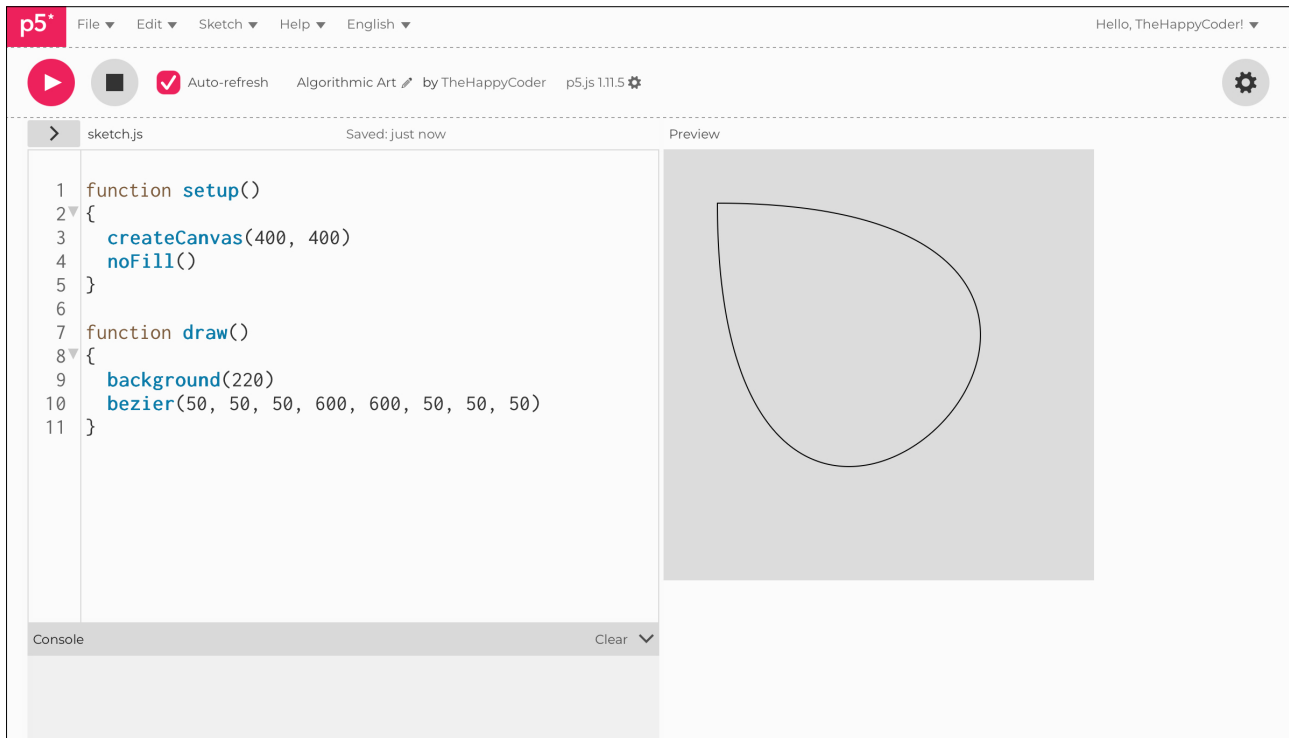 p5* File Edit Sketch Help English Hello, TheHappyCoder!
Auto-refresh Algorithmic Art by TheHappyCoder p5.js 1.11.5
sketch.js Saved: just now Preview
1 function setup()
2 {
3   createCanvas(400, 400)
4   noFill()
5 }
6
7 function draw()
8 {
9   background(220)
10   bezier(50, 50, 50, 600, 600, 50, 50, 50)
11 }
Console Clear